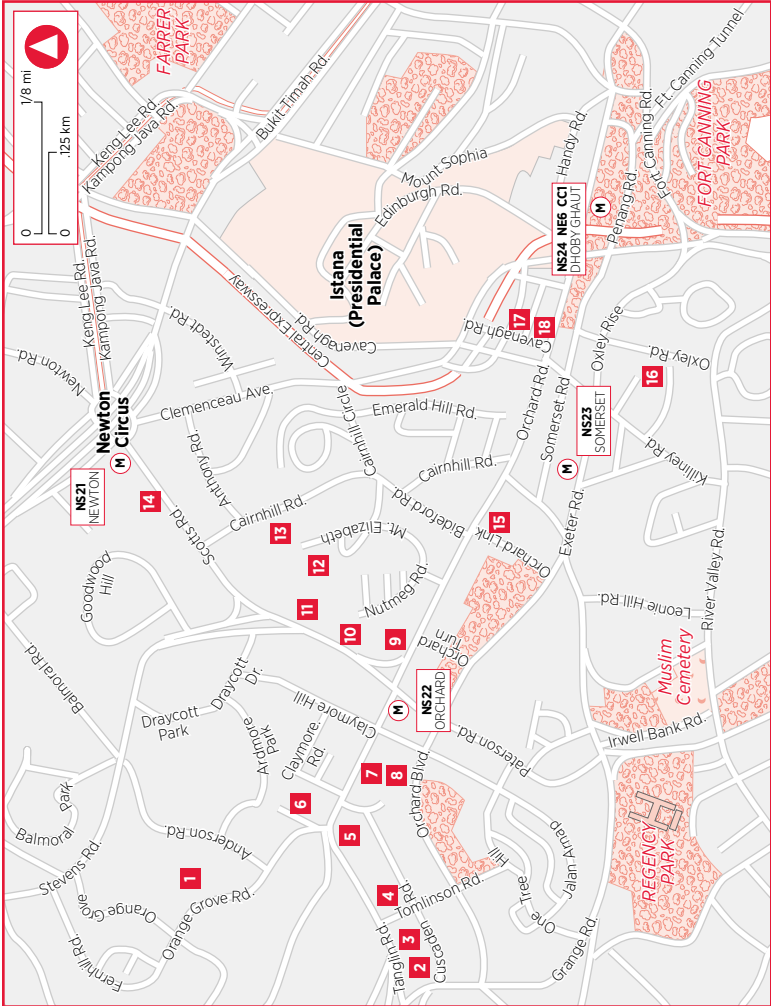 0
1/8 mi
0
.125 km
FARRER
PARK
Keng Lee Rd.
Kampong Java Rd.
Bukit Timah Rd.
Ft. Canning Tunnel
Keng Lee Rd.
Kampong Java Rd.
Newton Rd.
Newton
Circus
M
NS21
NEWTON
14
Winstedt Rd.
Central Expressway
Cavenagh Rd.
Istana
(Presidential
Palace)
Mount Sophia
Edinburgh Rd.
Handy Rd.
NS24 NE6 CC1
DHOBY GHAUT
M
Penang Rd.
Fort Canning Rd.
FORT CANNING
PARK
Clemenceau Ave.
Anthony Rd.
Scotts Rd.
Cairnhill Rd.
13
12
11
10
9
Cairnhill Circle
Emerald Hill Rd.
Cairnhill Rd.
Bideford Rd.
Mt. Elizabeth
Nutmeg Rd.
Cavenagh Rd.
17
18
Orchard Rd.
Somerset Rd.
Oxley Rise
Oxley Rd.
16
NS23
SOMERSET
M
Killiney Rd.
Exeter Rd.
15
Orchard Link
Orchard
Turn
Leonie Hill Rd.
River Valley Rd.
Goodwood
Hill
Balmoral Rd.
Draycott
Dr.
Draycott
Park
Ardmore
Park
Claymore
Rd.
Claymore Hill
M
NS22
ORCHARD
Paterson Rd.
Muslim
Cemetery
Irwell Bank Rd.
Balmoral
Park
Stevens Rd.
Anderson Rd.
1
Orange Grove
Orange Grove Rd.
Fernhill Rd.
6
7
8
5
4
3
2
Orchard Blvd.
Tanglin Rd.
Cuscaden
Rd.
Tomlinson Rd.
One
Tree
Hill
Jalan Arnap
Grange Rd.
REGENCY
PARK